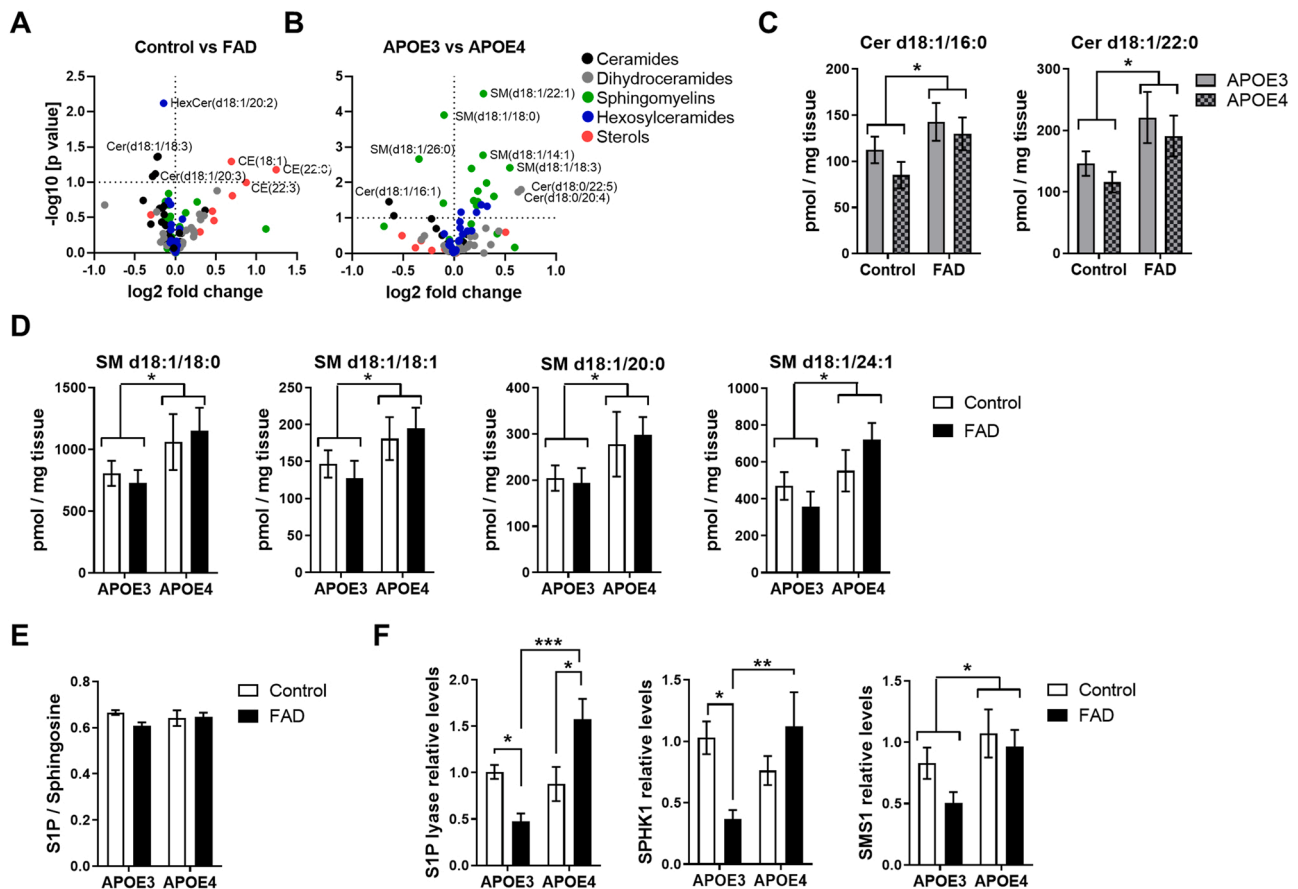 A
Control vs FAD
-log10 [p value]
2.5
2.0
1.5
1.0
0.5
0.0
HexCer(d18:1/20:2)
Cer(d18:1/18:3)
CE(18:1)
CE(22:6)
Cer(d18:1/20:3)
CE(22:3)
-1.0
-0.5
0.0
0.5
1.0
1.5
log2 fold change
B
APOE3 vs APOE4
5
4
3
2
1
0
SM(d18:1/22:1)
SM(d18:1/18:0)
SM(d18:1/26:0)
SM(d18:1/14:1)
SM(d18:1/18:3)
Cer(d18:1/16:1)
Cer(d18:0/22:5)
Cer(d18:0/20:4)
-1.0
-0.5
0.0
0.5
1.0
log2 fold change
Ceramides
Dihydroceramides
Sphingomyelins
Hexosylceramides
Sterols
C
Cer d18:1/16:0
pmol / mg tissue
200
150
100
50
0
*
Control
FAD
Cer d18:1/22:0
300
200
100
0
*
Control
FAD
APOE3
APOE4
D
SM d18:1/18:0
pmol / mg tissue
1500
1000
500
0
*
APOE3 APOE4
SM d18:1/18:1
pmol / mg tissue
250
200
150
100
50
0
*
APOE3 APOE4
SM d18:1/20:0
pmol / mg tissue
400
300
200
100
0
*
APOE3 APOE4
SM d18:1/24:1
pmol / mg tissue
1000
800
600
400
200
0
*
APOE3 APOE4
Control
FAD
E
S1P / Sphingosine
0.8
0.6
0.4
0.2
0.0
APOE3 APOE4
Control
FAD
F
S1P lyase relative levels
2.0
1.5
1.0
0.5
0.0
***
*
*
APOE3 APOE4
SPHK1 relative levels
1.5
1.0
0.5
0.0
**
*
APOE3 APOE4
SMS1 relative levels
1.5
1.0
0.5
0.0
*
APOE3 APOE4
Control
FAD